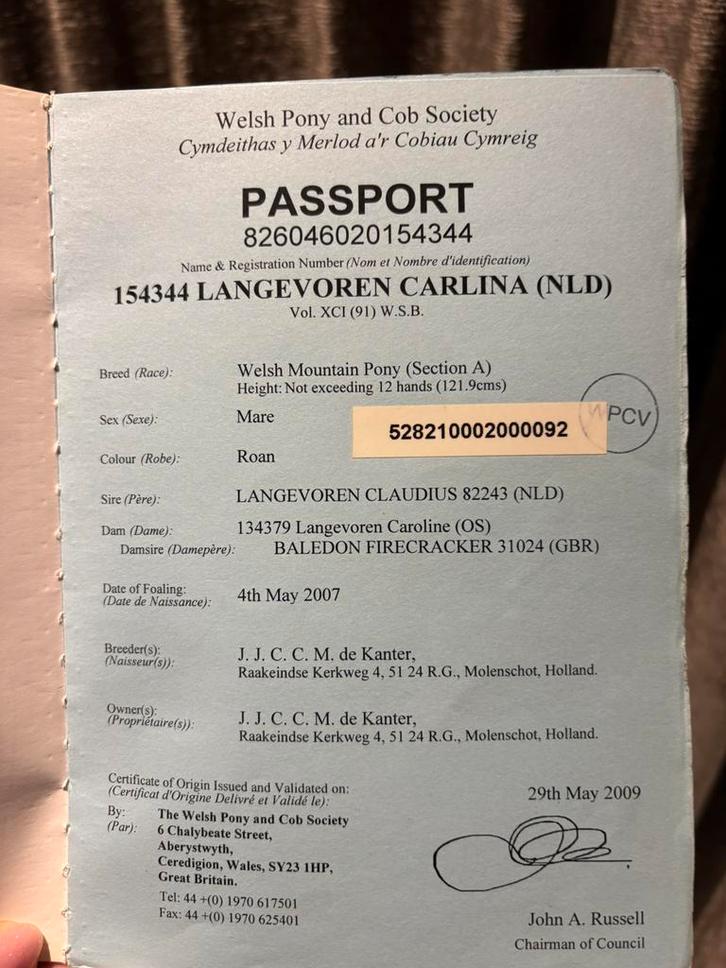 Welsh Pony and Cob Society
Cymdeithas y Merlod a'r Cobiau Cymreig
PASSPORT
826046020154344
Name & Registration Number (Nom et Nombre d'identification)
154344 LANGEVOREN CARLINA (NLD)
Vol. XCI (91) W.S.B.
Breed (Race): Welsh Mountain Pony (Section A)
Height: Not exceeding 12 hands (121.9cms)
Sex (Sexe): Mare
528210002000092
WPCV
Colour (Robe): Roan
Sire (Père): LANGEVOREN CLAUDIUS 82243 (NLD)
Dam (Dame): 134379 Langevoren Caroline (OS)
Damsire (Damepère): BALEDON FIRECRACKER 31024 (GBR)
Date of Foaling:
(Date de Naissance): 4th May 2007
Breeder(s):
(Naisseur(s)):
J. J. C. C. M. de Kanter,
Raakeindse Kerkweg 4, 51 24 R.G., Molenschot, Holland.
Owner(s):
(Propriétaire(s)):
J. J. C. C. M. de Kanter,
Raakeindse Kerkweg 4, 51 24 R.G., Molenschot, Holland.
Certificate of Origin Issued and Validated on:
(Certificat d'Origine Delivré et Validé le):
29th May 2009
By:
(Par):
The Welsh Pony and Cob Society
6 Chalybeate Street,
Aberystwyth,
Ceredigion, Wales, SY23 1HP,
Great Britain.
Tel: 44 +(0) 1970 617501
Fax: 44 +(0) 1970 625401
John A. Russell
Chairman of Council